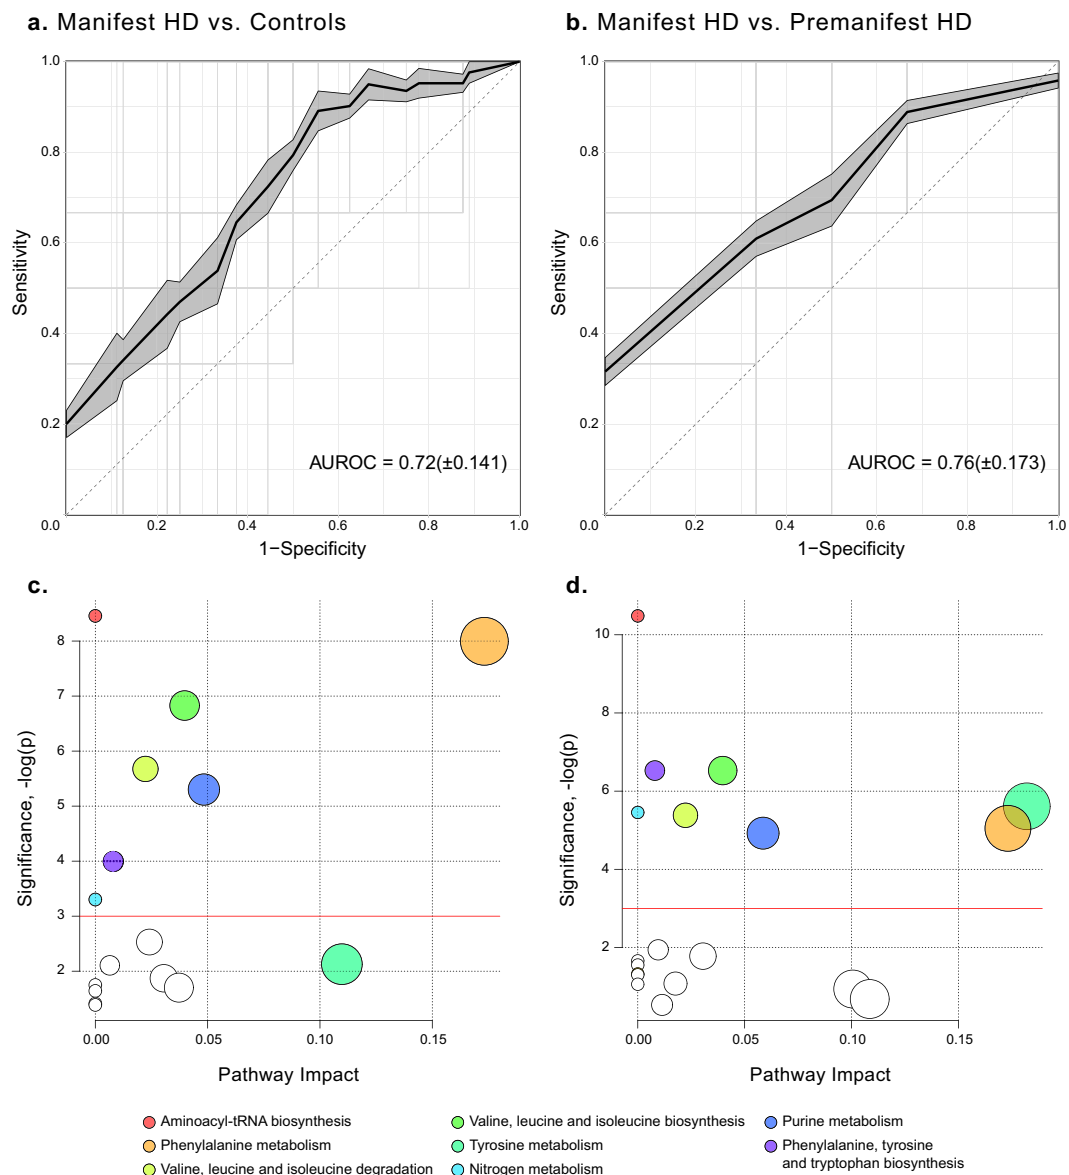 a. Manifest HD vs. Controls
1.0
0.8
0.6
0.4
0.2
0.0
0.2
0.4
0.6
0.8
1.0
Sensitivity
1−Specificity
AUROC = 0.72(±0.141)
b. Manifest HD vs. Premanifest HD
1.0
0.8
0.6
0.4
0.2
0.0
0.2
0.4
0.6
0.8
1.0
Sensitivity
1−Specificity
AUROC = 0.76(±0.173)
c.
8
7
6
5
4
3
2
0.00
0.05
0.10
0.15
Significance, -log(p)
Pathway Impact
d.
10
8
6
4
2
0.00
0.05
0.10
0.15
Significance, -log(p)
Pathway Impact
Aminoacyl-tRNA biosynthesis
Phenylalanine metabolism
Valine, leucine and isoleucine degradation
Valine, leucine and isoleucine biosynthesis
Tyrosine metabolism
Nitrogen metabolism
Purine metabolism
Phenylalanine, tyrosine
and tryptophan biosynthesis